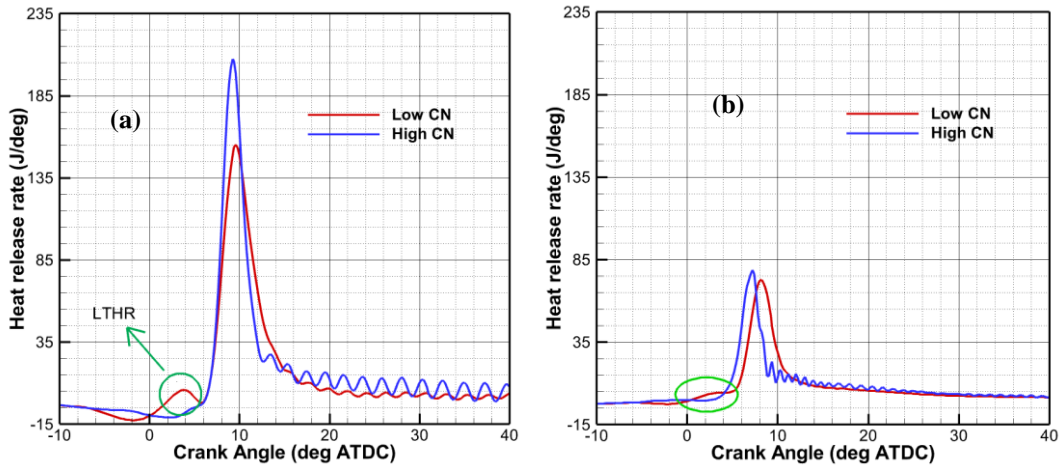 235
185
135
85
35
-15
-10
0
10
20
30
40
Heat release rate (J/deg)
Crank Angle (deg ATDC)
(a)
Low CN
High CN
LTHR
235
185
135
85
35
-15
-10
0
10
20
30
40
Heat release rate (J/deg)
Crank Angle (deg ATDC)
(b)
Low CN
High CN